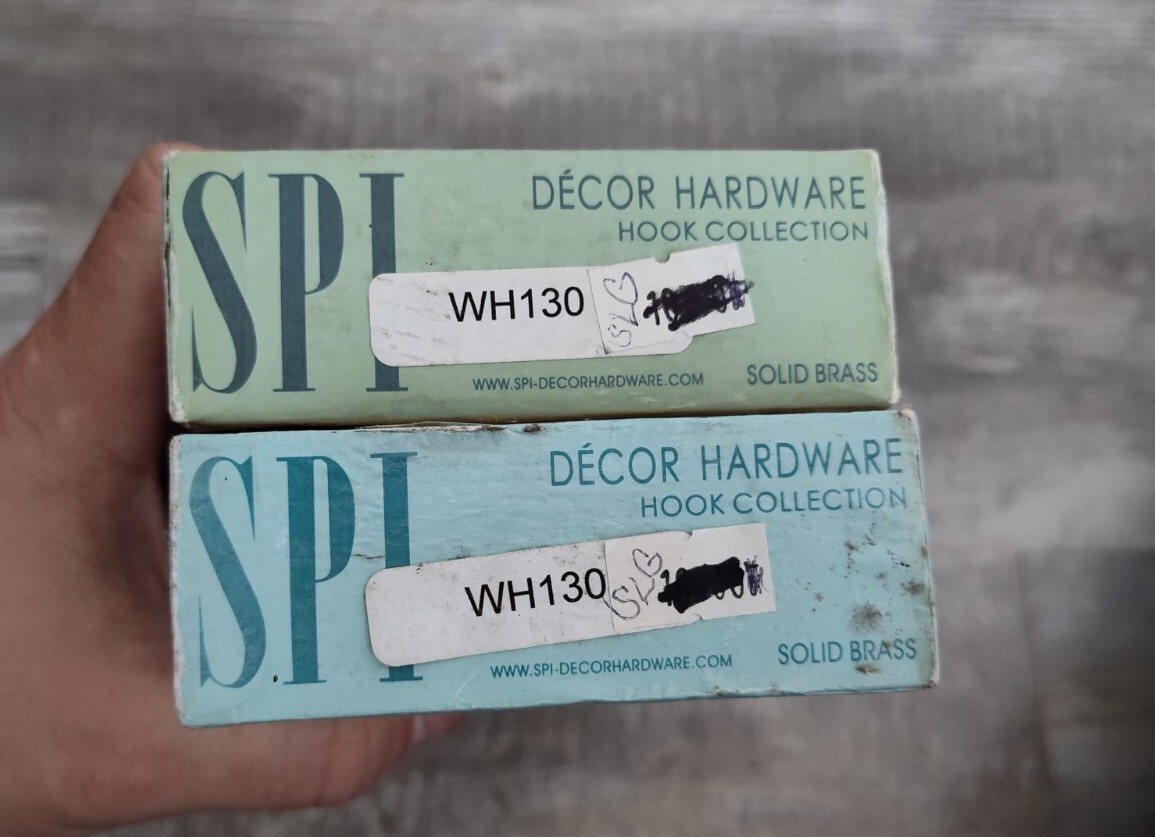 SPI
DÉCOR HARDWARE
HOOK COLLECTION
WH130
SLG
WWW.SPI-DECORHARDWARE.COM
SOLID BRASS
SPI
DÉCOR HARDWARE
HOOK COLLECTION
WH130
SLG
WWW.SPI-DECORHARDWARE.COM
SOLID BRASS